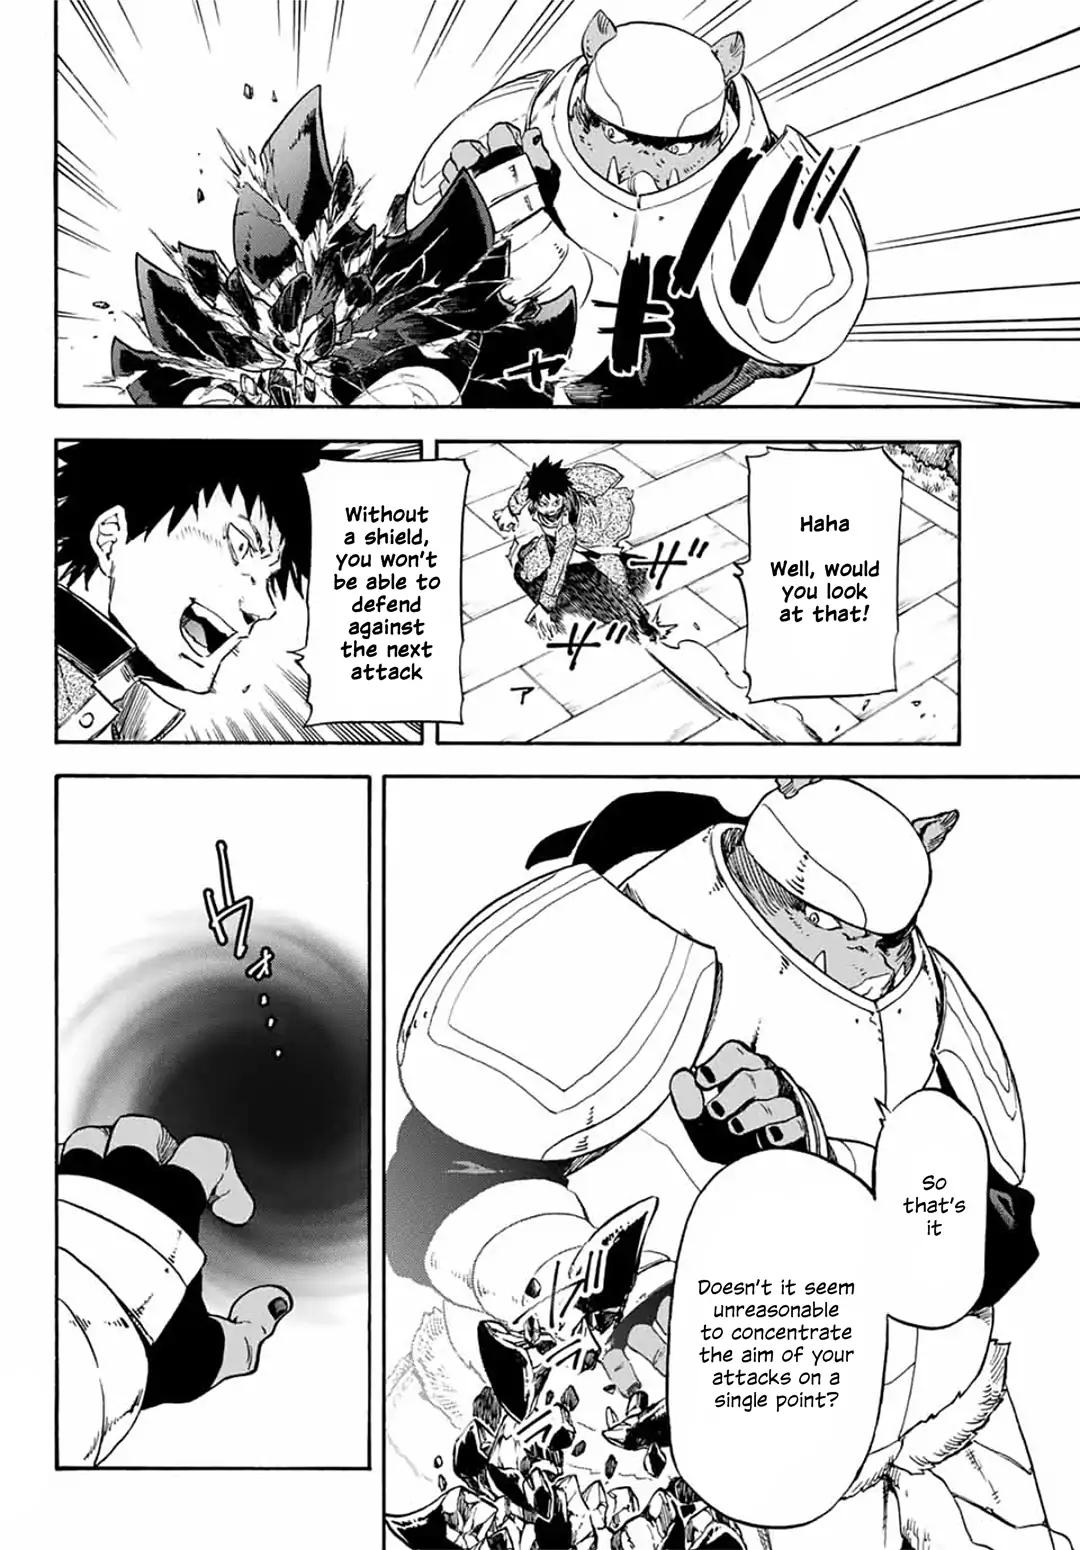 Haha
Well, would
you look
at that!
Without
a shield,
you won't
be able to
defend
against
the next
attack
So
that's
it
Doesn't it seem
unreasonable
to concentrate
the aim of your
attacks on a
single point?